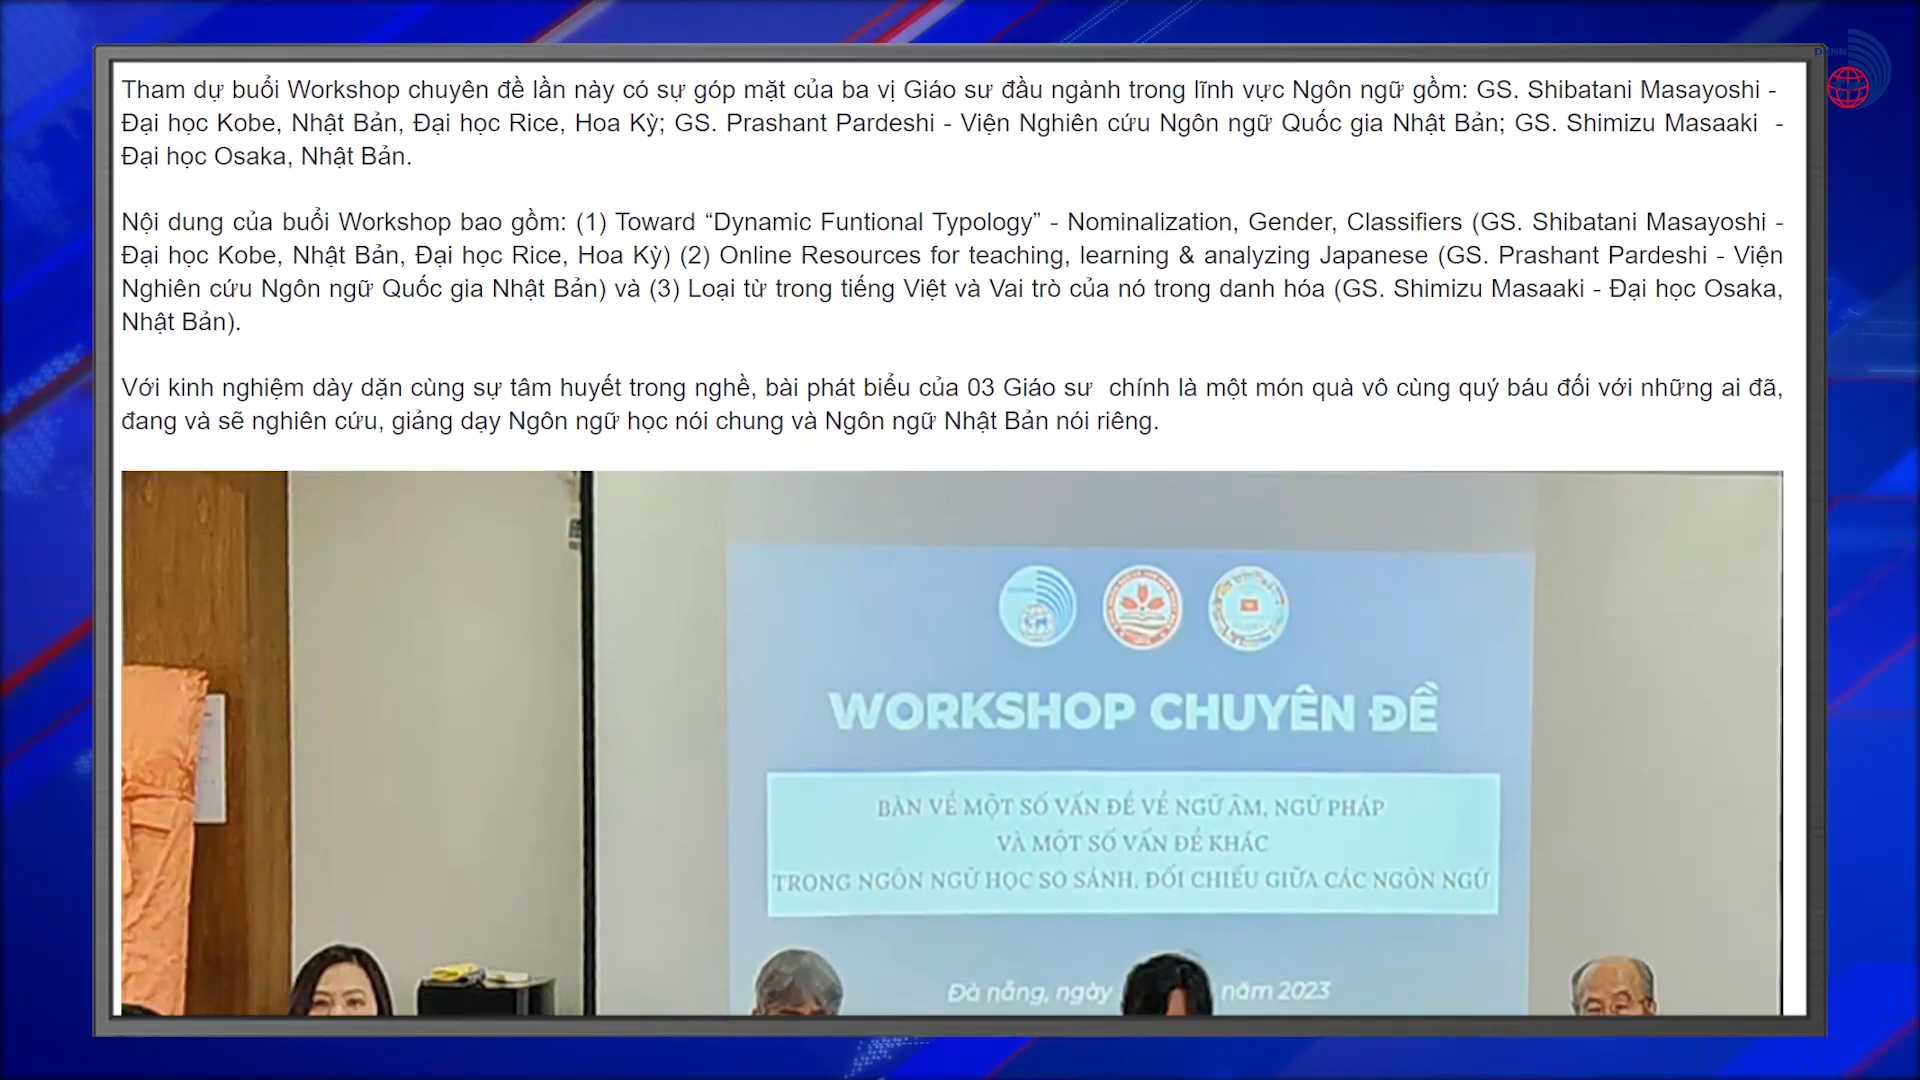 Tham dự buổi Workshop chuyên đề lần này có sự góp mặt của ba vị Giáo sư đầu ngành trong lĩnh vực Ngôn ngữ gồm: GS. Shibatani Masayoshi -
Đại học Kobe, Nhật Bản, Đại học Rice, Hoa Kỳ; GS. Prashant Pardeshi - Viện Nghiên cứu Ngôn ngữ Quốc gia Nhật Bản; GS. Shimizu Masaaki -
Đại học Osaka, Nhật Bản.
Nội dung của buổi Workshop bao gồm: (1) Toward “Dynamic Funtional Typology” - Nominalization, Gender, Classifiers (GS. Shibatani Masayoshi -
Đại học Kobe, Nhật Bản, Đại học Rice, Hoa Kỳ) (2) Online Resources for teaching, learning & analyzing Japanese (GS. Prashant Pardeshi - Viện
Nghiên cứu Ngôn ngữ Quốc gia Nhật Bản) và (3) Loại từ trong tiếng Việt và Vai trò của nó trong danh hóa (GS. Shimizu Masaaki - Đại học Osaka,
Nhật Bản).
Với kinh nghiệm dày dặn cùng sự tâm huyết trong nghề, bài phát biểu của 03 Giáo sư chính là một món quà vô cùng quý báu đối với những ai đã,
đang và sẽ nghiên cứu, giảng dạy Ngôn ngữ học nói chung và Ngôn ngữ Nhật Bản nói riêng.
WORKSHOP CHUYÊN ĐỀ
BÀN VỀ MỘT SỐ VẤN ĐỀ VỀ NGỮ ÂM, NGỮ PHÁP
VÀ MỘT SỐ VẤN ĐỀ KHÁC
TRONG NGÔN NGỮ HỌC SO SÁNH, ĐỐI CHIẾU GIỮA CÁC NGÔN NGỮ
Đà nẵng, ngày năm 2023